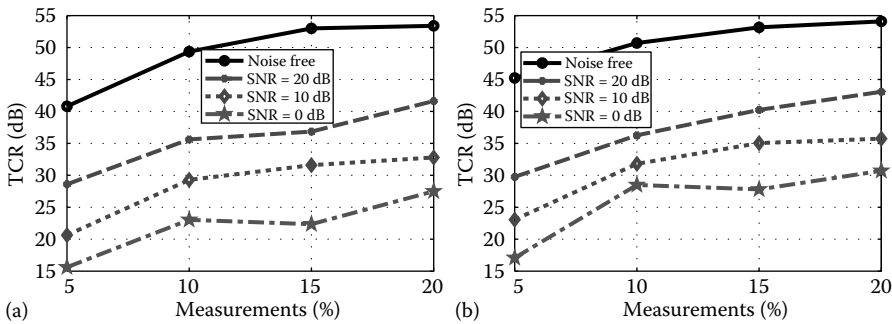 55
50
45
40
35
30
25
20
15
TCR (dB)
5
10
15
20
Measurements (%)
(a)
Noise free
SNR = 20 dB
SNR = 10 dB
SNR = 0 dB
55
50
45
40
35
30
25
20
15
TCR (dB)
5
10
15
20
Measurements (%)
(b)
Noise free
SNR = 20 dB
SNR = 10 dB
SNR = 0 dB